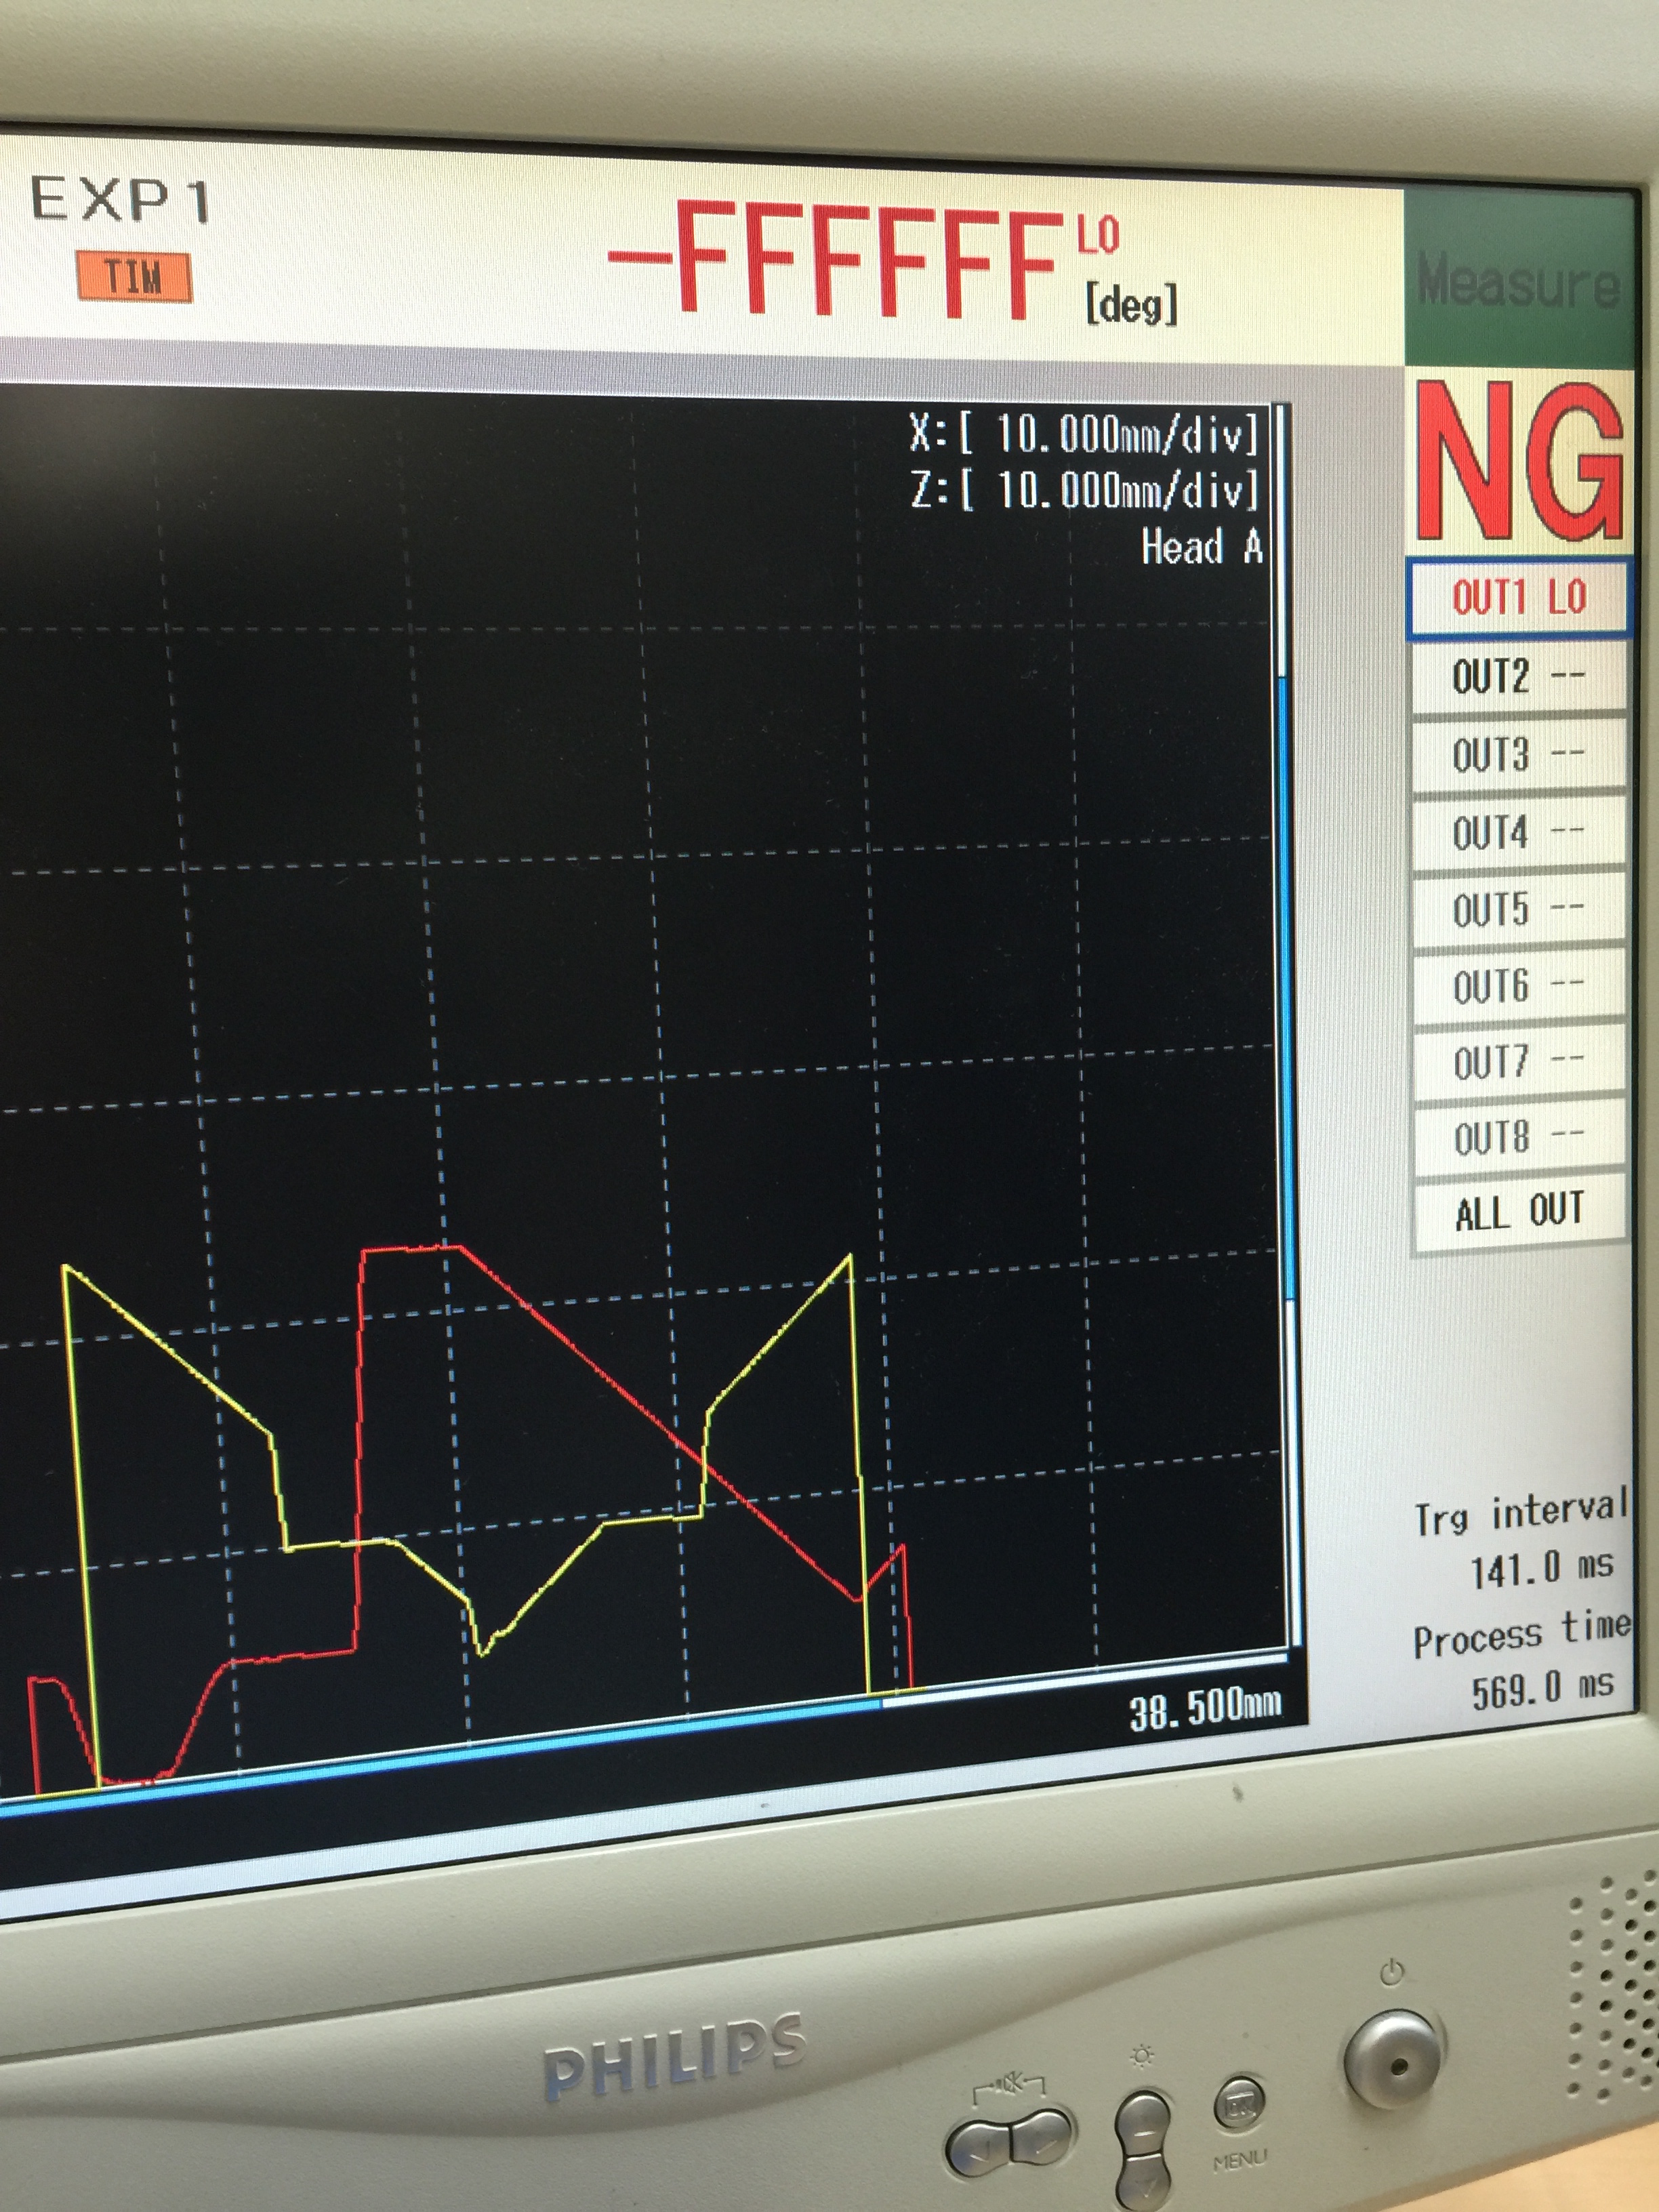 EXP1
TIM
-FFFFFF LO
[deg]
Measure
NG
X:[ 10.000mm/div]
Z:[ 10.000mm/div]
Head A
OUT1 LO
OUT2 --
OUT3 --
OUT4 --
OUT5 --
OUT6 --
OUT7 --
OUT8 --
ALL OUT
Trg interval
141.0 ms
Process time
569.0 ms
38.500mm
PHILIPS
OK
MENU